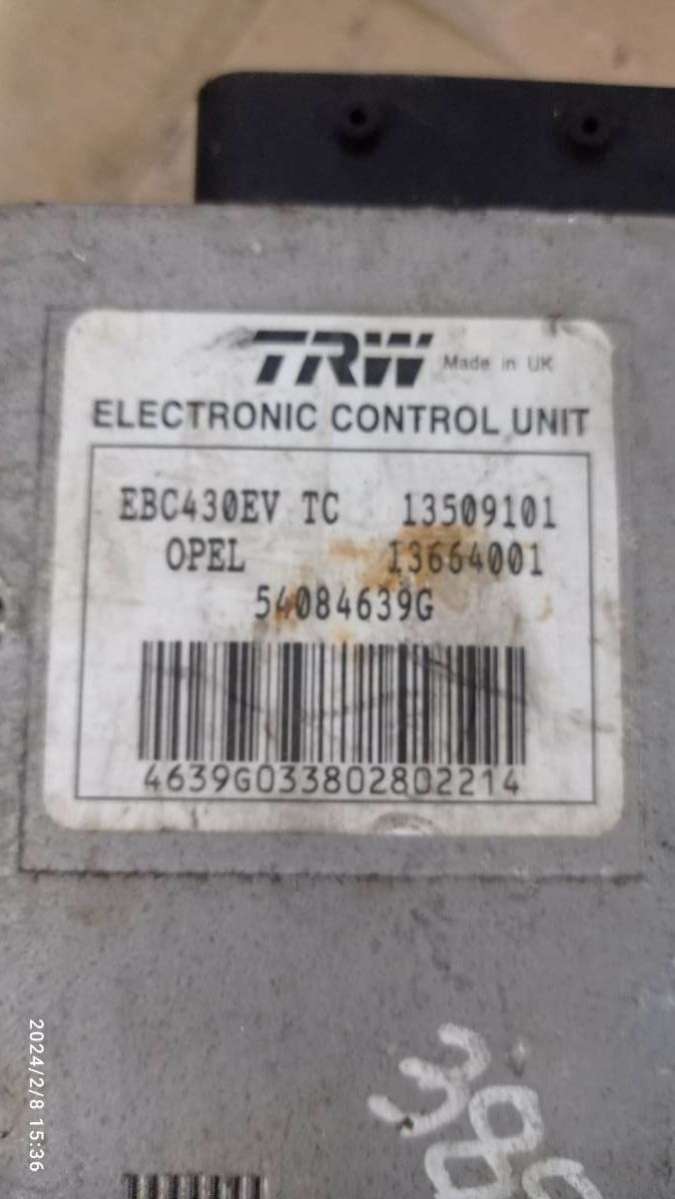 TRW Made in UK
ELECTRONIC CONTROL UNIT
EBC430EV TC 13509101
OPEL 13664001
54084639G
4639G033802802214
2024/2/8 15:36